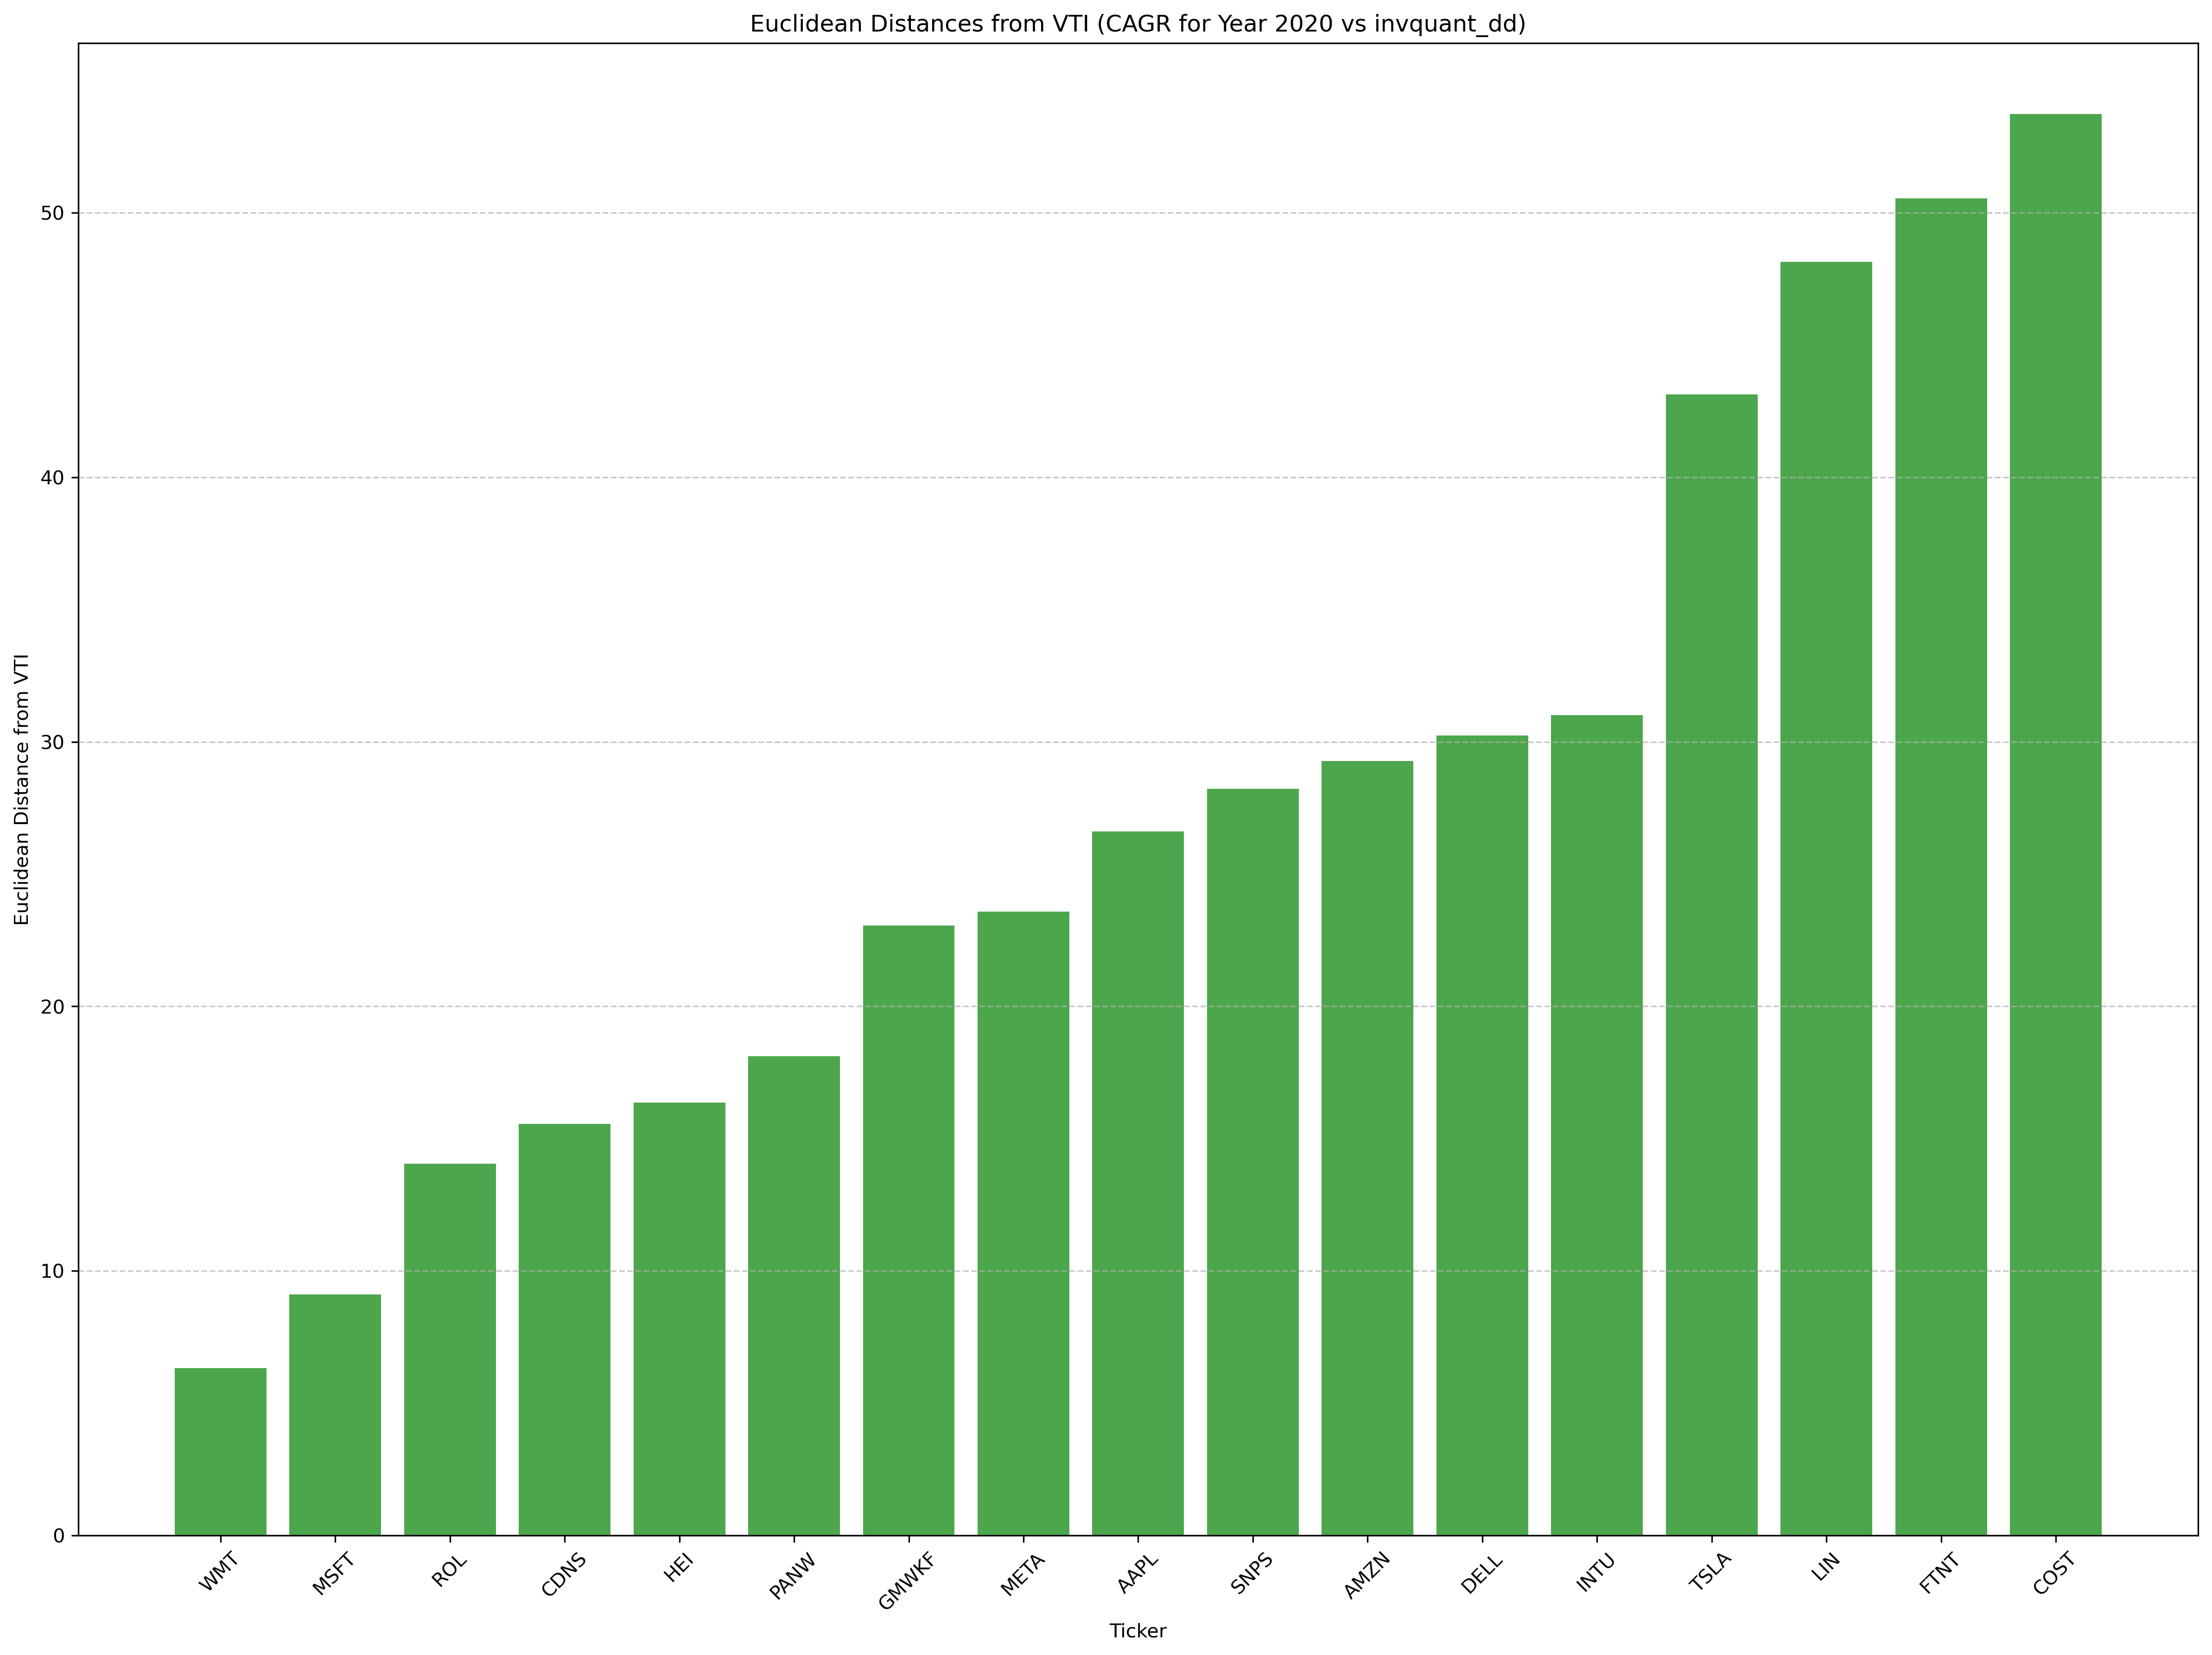 Euclidean Distances from VTI (CAGR for Year 2020 vs invquant_dd)
Euclidean Distance from VTI
50
40
30
20
10
0
WMT
MSFT
ROL
CDNS
HEI
PANW
GMWKF
META
AAPL
SNPS
AMZN
DELL
INTU
TSLA
LIN
FTNT
COST
Ticker